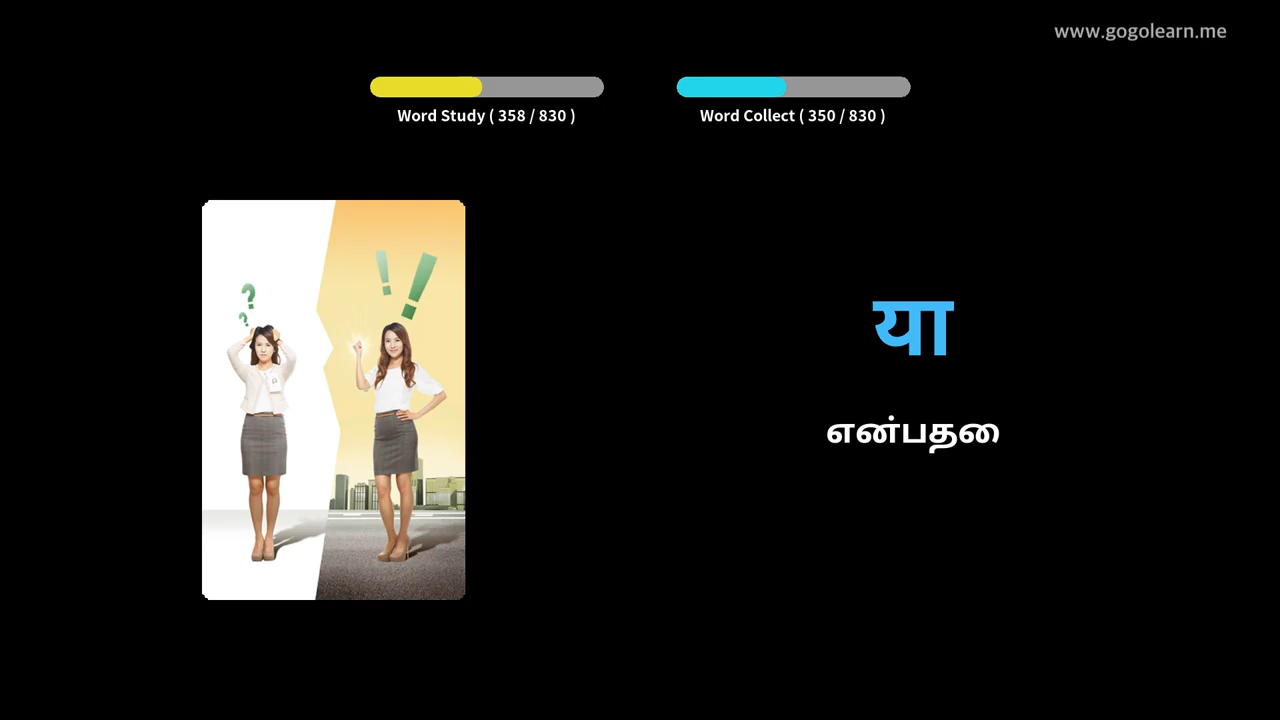 www.gogolearn.me
Word Study ( 358 / 830 )
Word Collect ( 350 / 830 )
? ?
! !
या
என்பதை